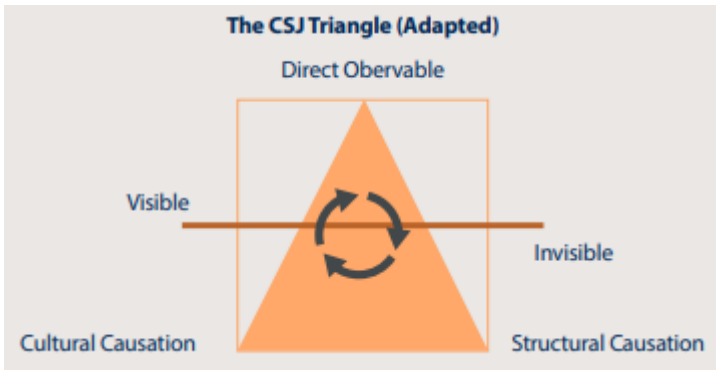 The CSJ Triangle (Adapted)
Direct Obervable
Visible
Invisible
Cultural Causation
Structural Causation